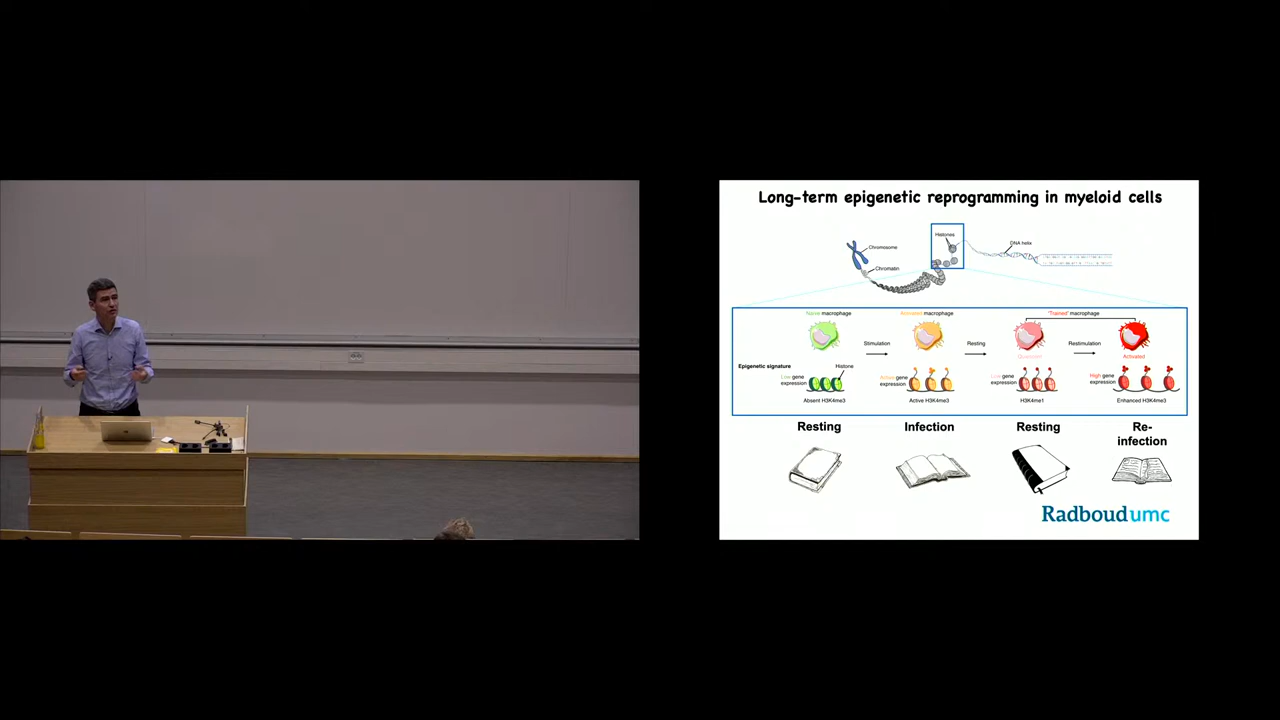 Long-term epigenetic reprogramming in myeloid cells
Histones
DNA helix
Chromosome
Chromatin
Naive macrophage
Activated macrophage
'Trained' macrophage
Stimulation
Resting
Restimulation
Quiescent
Activated
Epigenetic signature
Histone
Low gene
expression
Active gene
expression
Low gene
expression
High gene
expression
Absent H3K4me3
Active H3K4me3
H3K4me1
Enhanced H3K4me3
Resting
Infection
Resting
Re-
infection
Radboudumc